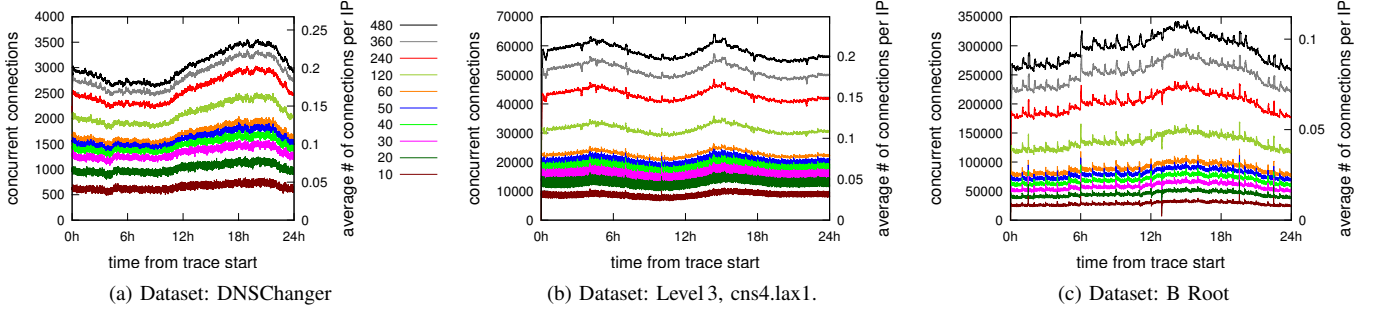 4000
3500
3000
2500
2000
1500
1000
500
0
concurrent connections
0h
6h
12h
18h
24h
time from trace start
0.25
0.2
0.15
0.1
0.05
0
average # of connections per IP
(a) Dataset: DNSChanger
480
360
240
120
60
50
40
30
20
10
70000
60000
50000
40000
30000
20000
10000
0
concurrent connections
0h
6h
12h
18h
24h
time from trace start
0.2
0.15
0.1
0.05
0
average # of connections per IP
(b) Dataset: Level 3, cns4.lax1.
350000
300000
250000
200000
150000
100000
50000
0
concurrent connections
0h
6h
12h
18h
24h
time from trace start
0.1
0.05
0
average # of connections per IP
(c) Dataset: B Root